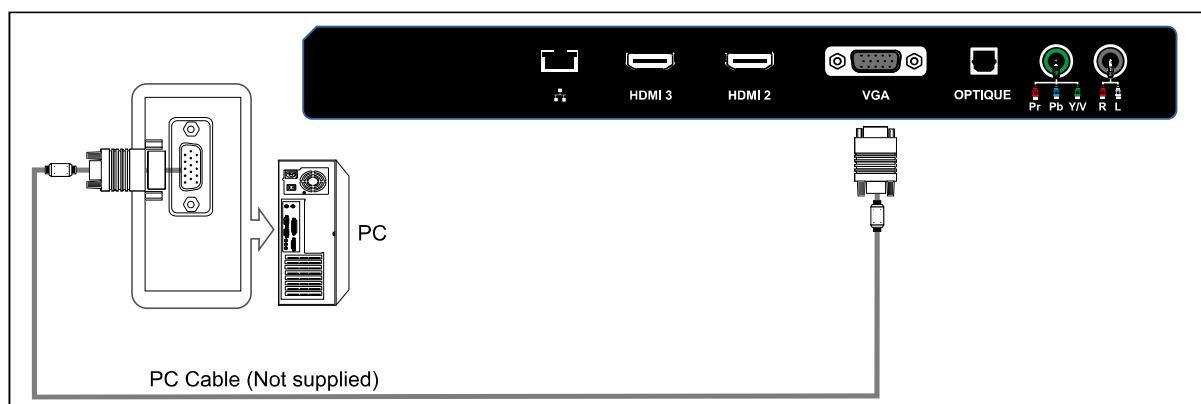 HDMI 3 HDMI 2 VGA OPTIQUE
Pr Pb Y/V R L
PC
PC Cable (Not supplied)